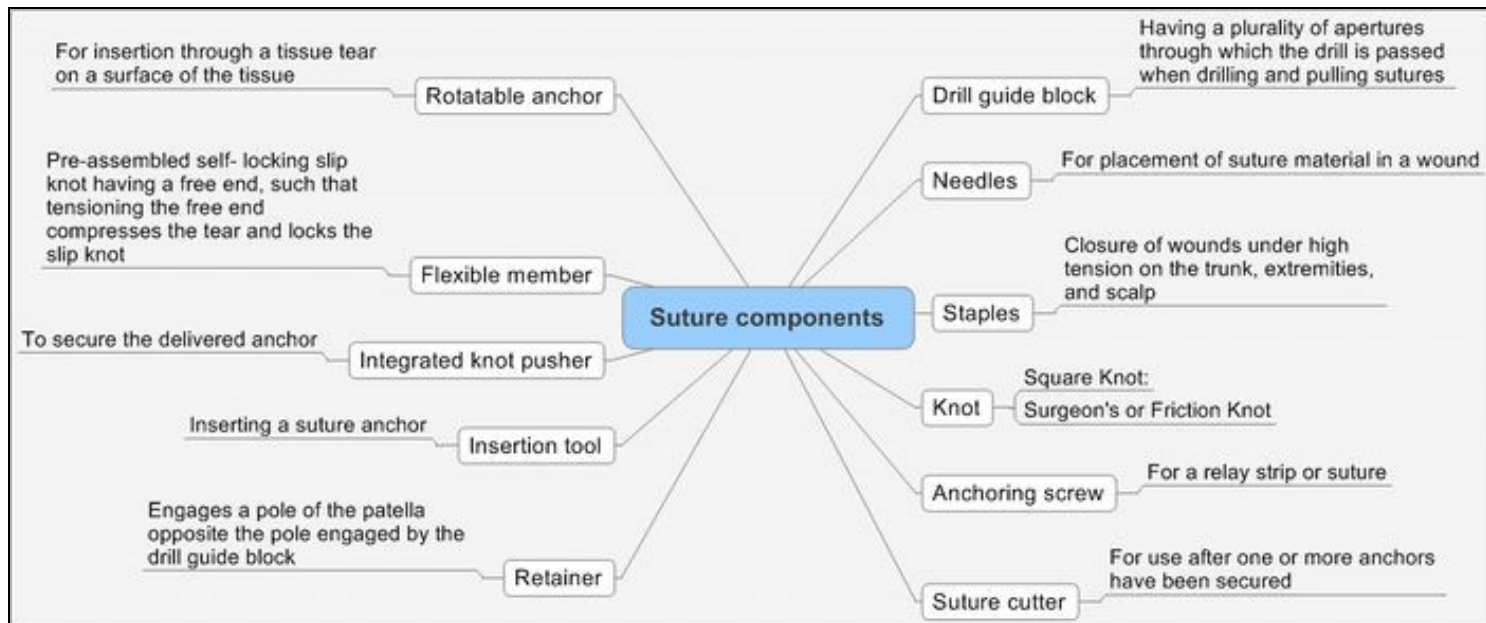 For insertion through a tissue tear
on a surface of the tissue
Rotatable anchor
Pre-assembled self- locking slip
knot having a free end, such that
tensioning the free end
compresses the tear and locks the
slip knot
Flexible member
To secure the delivered anchor
Integrated knot pusher
Inserting a suture anchor
Insertion tool
Engages a pole of the patella
opposite the pole engaged by the
drill guide block
Retainer
Suture components
Having a plurality of apertures
through which the drill is passed
when drilling and pulling sutures
Drill guide block
For placement of suture material in a wound
Needles
Closure of wounds under high
tension on the trunk, extremities,
and scalp
Staples
Square Knot:
Knot
Surgeon's or Friction Knot
For a relay strip or suture
Anchoring screw
For use after one or more anchors
have been secured
Suture cutter